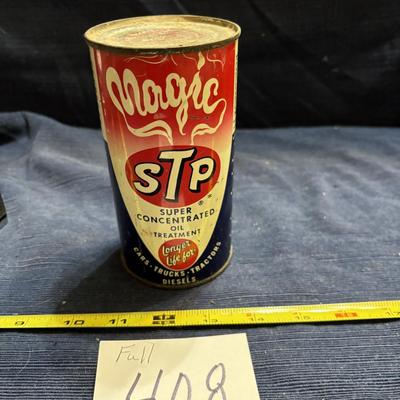 Magic
STP
®
SUPER
CONCENTRATED
OIL
TREATMENT
Longer
Life for:
CARS • TRUCKS • TRACTORS
DIESELS
9 10 11 13 14 15 16
Full
408